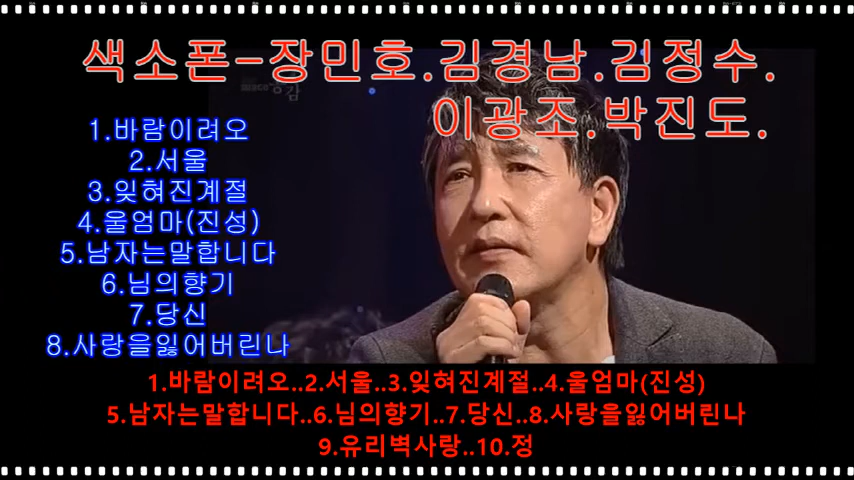 색소폰-장민호.김경남.김정수.
이광조.박진도.
1.바람이려오
2.서울
3.잊혀진계절
4.울엄마(진성)
5.남자는말합니다
6.님의향기
7.당신
8.사랑을잃어버린나
1.바람이려오..2.서울..3.잊혀진계절..4.울엄마(진성)
5.남자는말합니다..6.님의향기..7.당신..8.사랑을잃어버린나
9.유리벽사랑..10.정